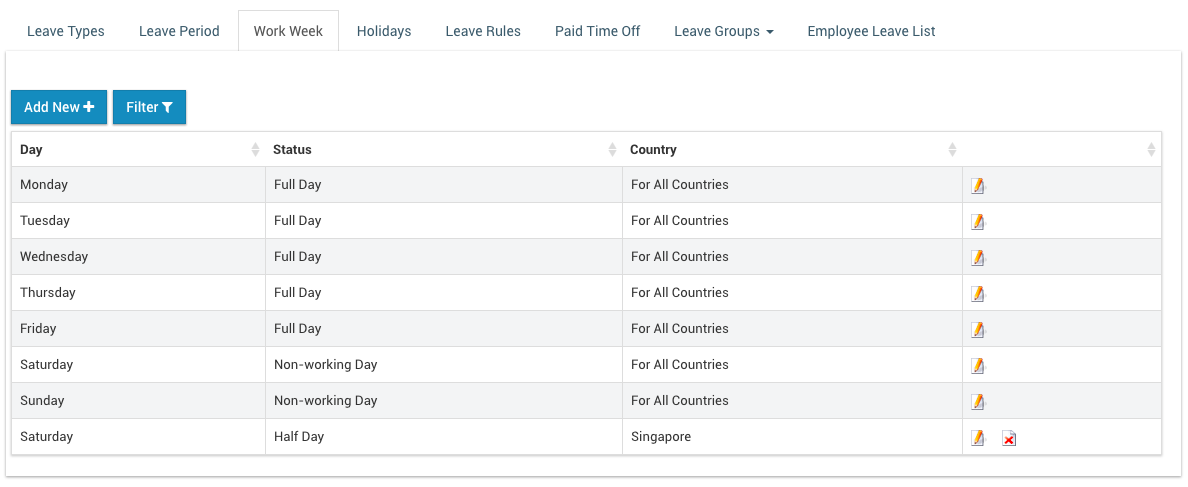 Leave Types Leave Period Work Week Holidays Leave Rules Paid Time Off Leave Groups Employee Leave List
Add New Filter
Day Status Country
Monday Full Day For All Countries
Tuesday Full Day For All Countries
Wednesday Full Day For All Countries
Thursday Full Day For All Countries
Friday Full Day For All Countries
Saturday Non-working Day For All Countries
Sunday Non-working Day For All Countries
Saturday Half Day Singapore